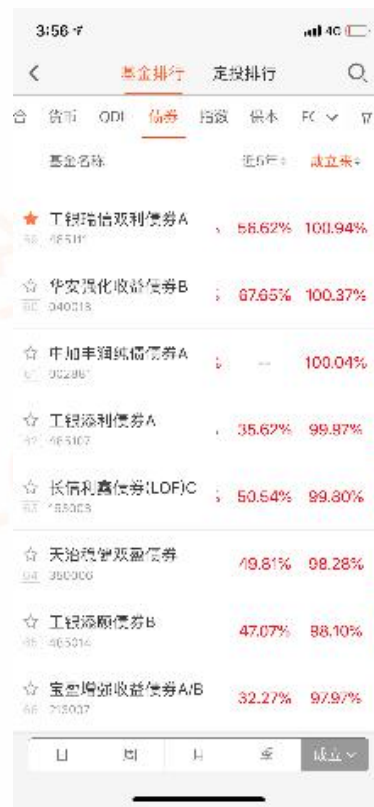 3:56
4G
基金排行 定投排行
货币 QDI 债券 指数 保本
基金名称 近5年 成立来
工银瑞信双利债券A 56.62% 100.94%
485111
华安强化收益债券B 67.65% 100.37%
040013
中加丰润纯债债券A -- 100.04%
002881
工银添利债券A 35.62% 99.87%
485107
长信利鑫债券(LOF)C 50.54% 99.80%
163003
天治稳健双盈债券 49.81% 98.28%
350006
工银添颐债券B 47.07% 98.10%
485014
宝盈增强收益债券A/B 32.27% 97.97%
213007
日 周 月 季 成立